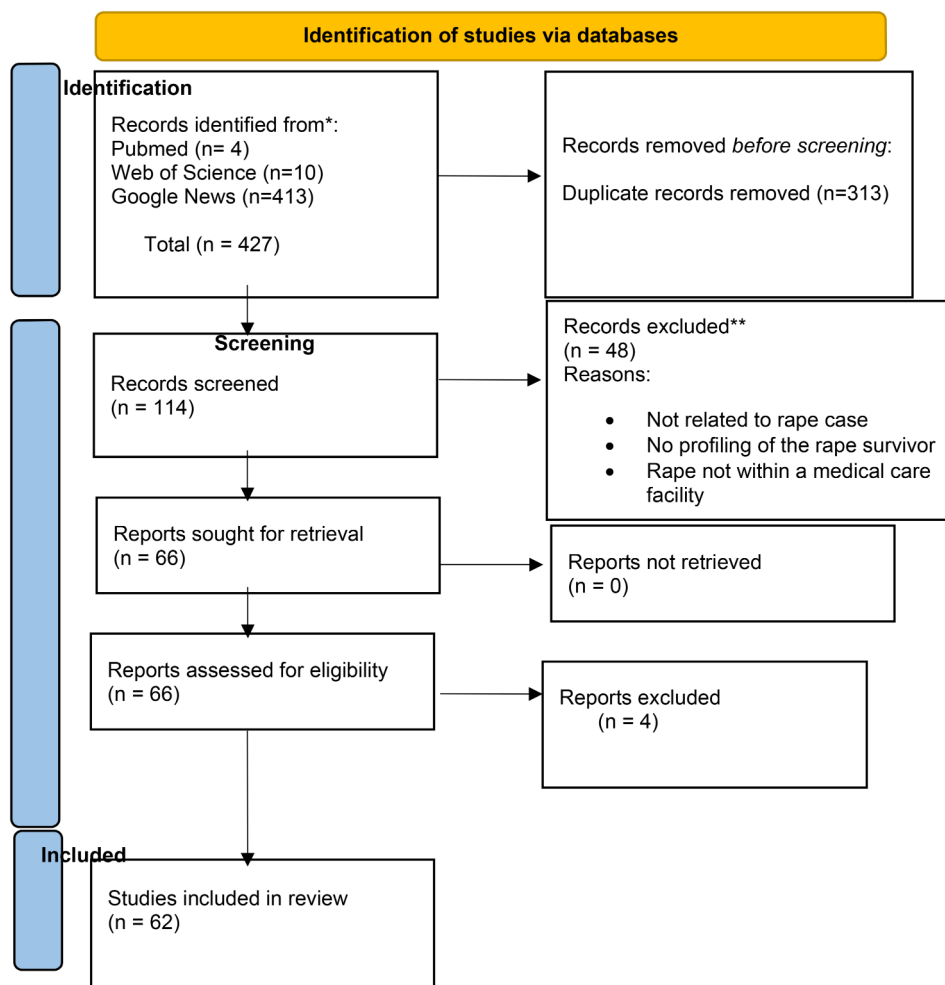 Identification of studies via databases
Identification
Records identified from*:
Pubmed (n= 4)
Web of Science (n=10)
Google News (n=413)
Total (n = 427)
Records removed before screening:
Duplicate records removed (n=313)
Screening
Records screened
(n = 114)
Records excluded**
(n = 48)
Reasons:
• Not related to rape case
• No profiling of the rape survivor
• Rape not within a medical care
facility
Reports sought for retrieval
(n = 66)
Reports not retrieved
(n = 0)
Reports assessed for eligibility
(n = 66)
Reports excluded
(n = 4)
Included
Studies included in review
(n = 62)